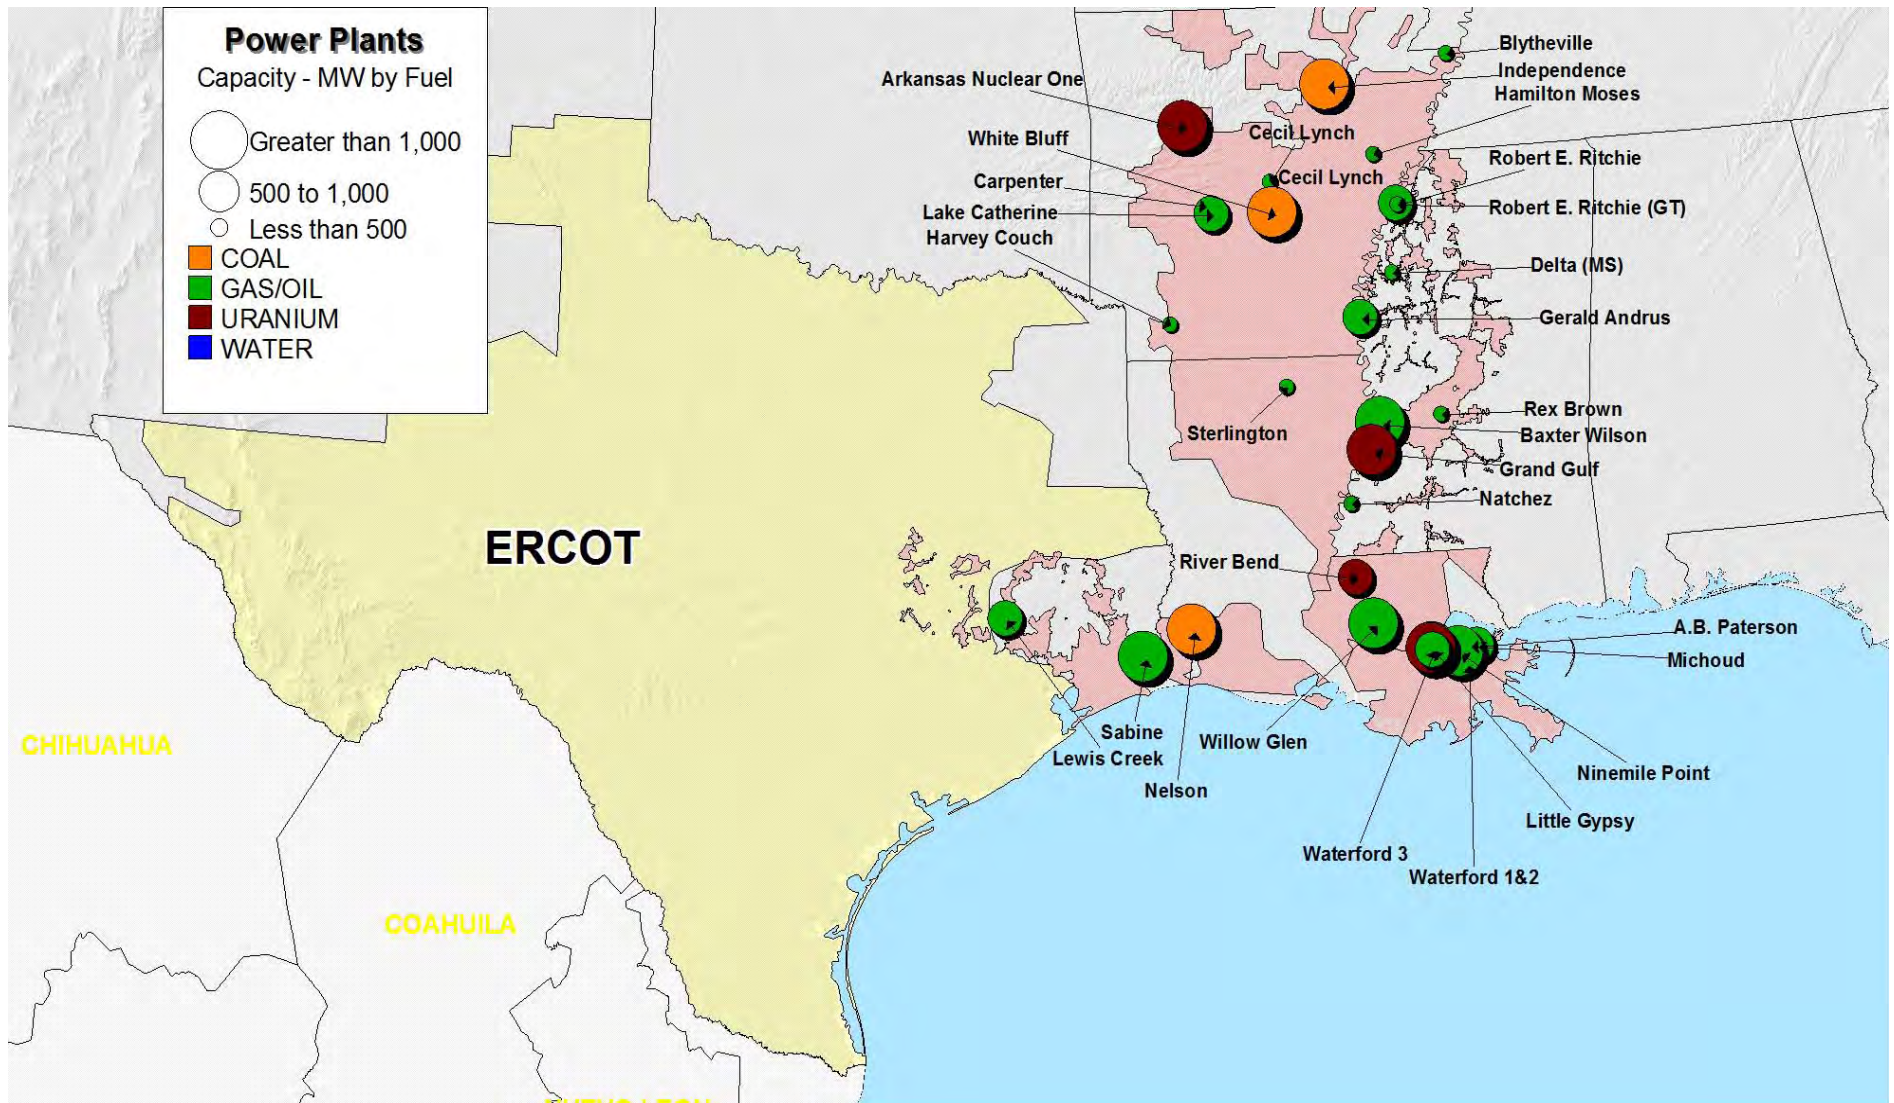 Power Plants
Capacity - MW by Fuel
Greater than 1,000
500 to 1,000
Less than 500
COAL
GAS/OIL
URANIUM
WATER
Blytheville
Independence
Hamilton Moses
Arkansas Nuclear One
White Bluff
Cecil Lynch
Cecil Lynch
Carpenter
Lake Catherine
Harvey Couch
Robert E. Ritchie
Robert E. Ritchie (GT)
Delta (MS)
Gerald Andrus
Sterlington
Rex Brown
Baxter Wilson
Grand Gulf
Natchez
ERCOT
River Bend
A.B. Paterson
Michoud
Sabine
Lewis Creek
Nelson
Willow Glen
Ninemile Point
Little Gypsy
Waterford 3
Waterford 1&2
CHIHUAHUA
COAHUILA